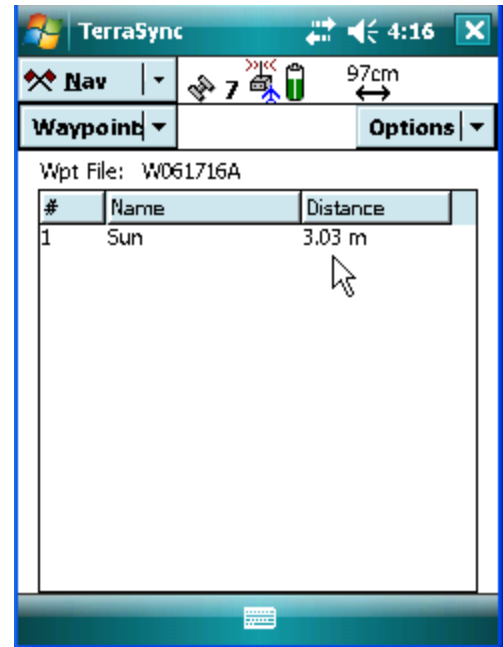 TerraSync 4:16
Nav 7 97cm
Waypoint Options
Wpt File: W061716A
# Name Distance
1 Sun 3.03 m